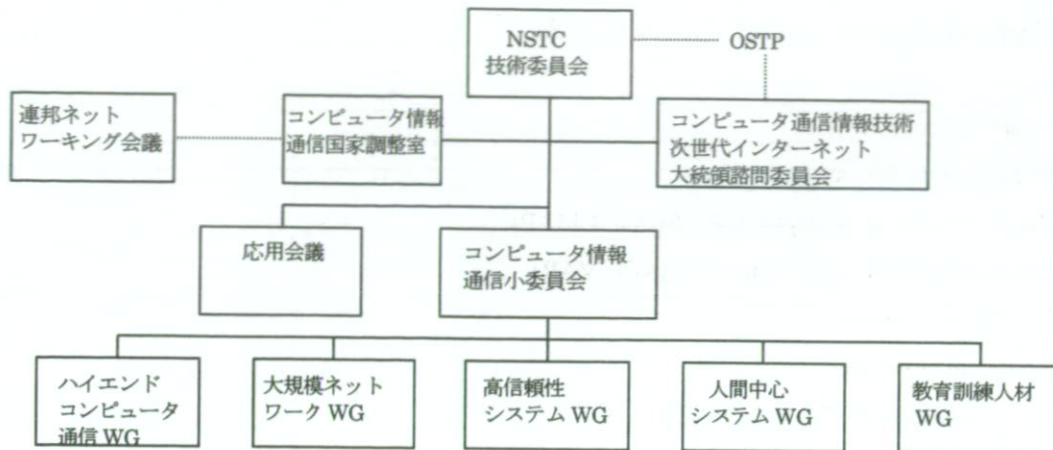 NSTC
技術委員会
OSTP
連邦ネット
ワーキング会議
コンピュータ情報
通信国家調整室
コンピュータ通信情報技術
次世代インターネット
大統領諮問委員会
応用会議
コンピュータ情報
通信小委員会
ハイエンド
コンピュータ
通信 WG
大規模ネット
ワーク WG
高信頼性
システム WG
人間中心
システム WG
教育訓練人材
WG